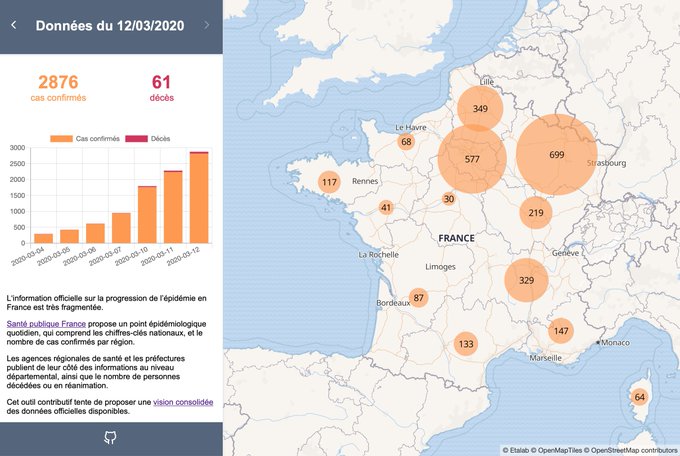 Données du 12/03/2020
2876
cas confirmés
61
décès
Cas confirmés
Décès
3000
2500
2000
1500
1000
500
0
2020-03-04
2020-03-05
2020-03-06
2020-03-07
2020-03-10
2020-03-11
2020-03-12
L'information officielle sur la progression de l'épidémie en
France est très fragmentée.
Santé publique France propose un point épidémiologique
quotidien, qui comprend les chiffres-clés nationaux, et le
nombre de cas confirmés par région.
Les agences régionales de santé et les préfectures
publient de leur côté des informations au niveau
départemental, ainsi que le nombre de personnes
décédées ou en réanimation.
Cet outil contributif tente de proposer une vision consolidée
des données officielles disponibles.
Lille
349
Le Havre
68
577
699
Strasbourg
117
Rennes
41
30
219
FRANCE
La Rochelle
Limoges
Genève
329
Bordeaux
87
133
147
Marseille
Monaco
64
© Etalab © OpenMapTiles © OpenStreetMap contributors